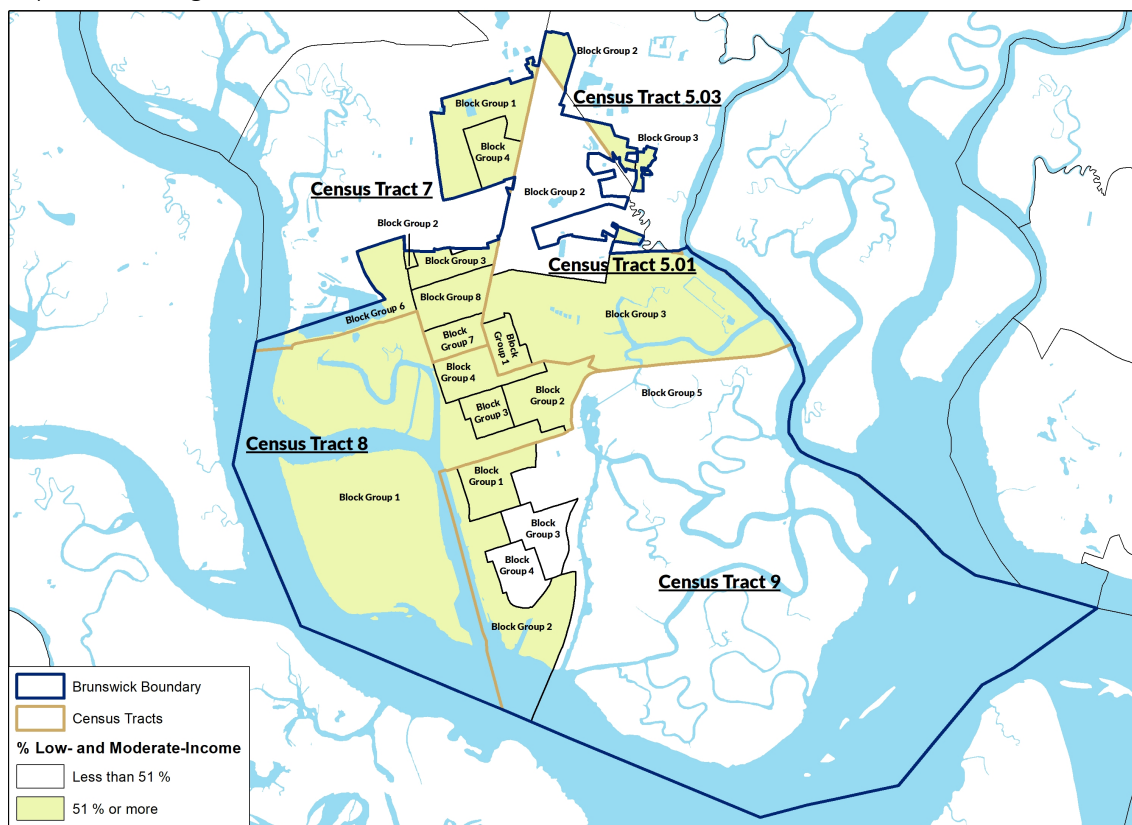 Block Group 2
Census Tract 5.03
Block Group 1
Block Group 3
Block
Group 4
Census Tract 7
Block Group 2
Block Group 2
Block Group 3
Census Tract 5.01
Block Group 8
Block Group 6
Block Group 3
Block
Group 7
Block
Group 1
Block
Group 4
Block
Group 2
Block Group 5
Block
Group 3
Census Tract 8
Block
Group 1
Block Group 1
Block
Group 3
Block
Group 4
Census Tract 9
Block Group 2
Brunswick Boundary
Census Tracts
% Low- and Moderate-Income
Less than 51 %
51 % or more